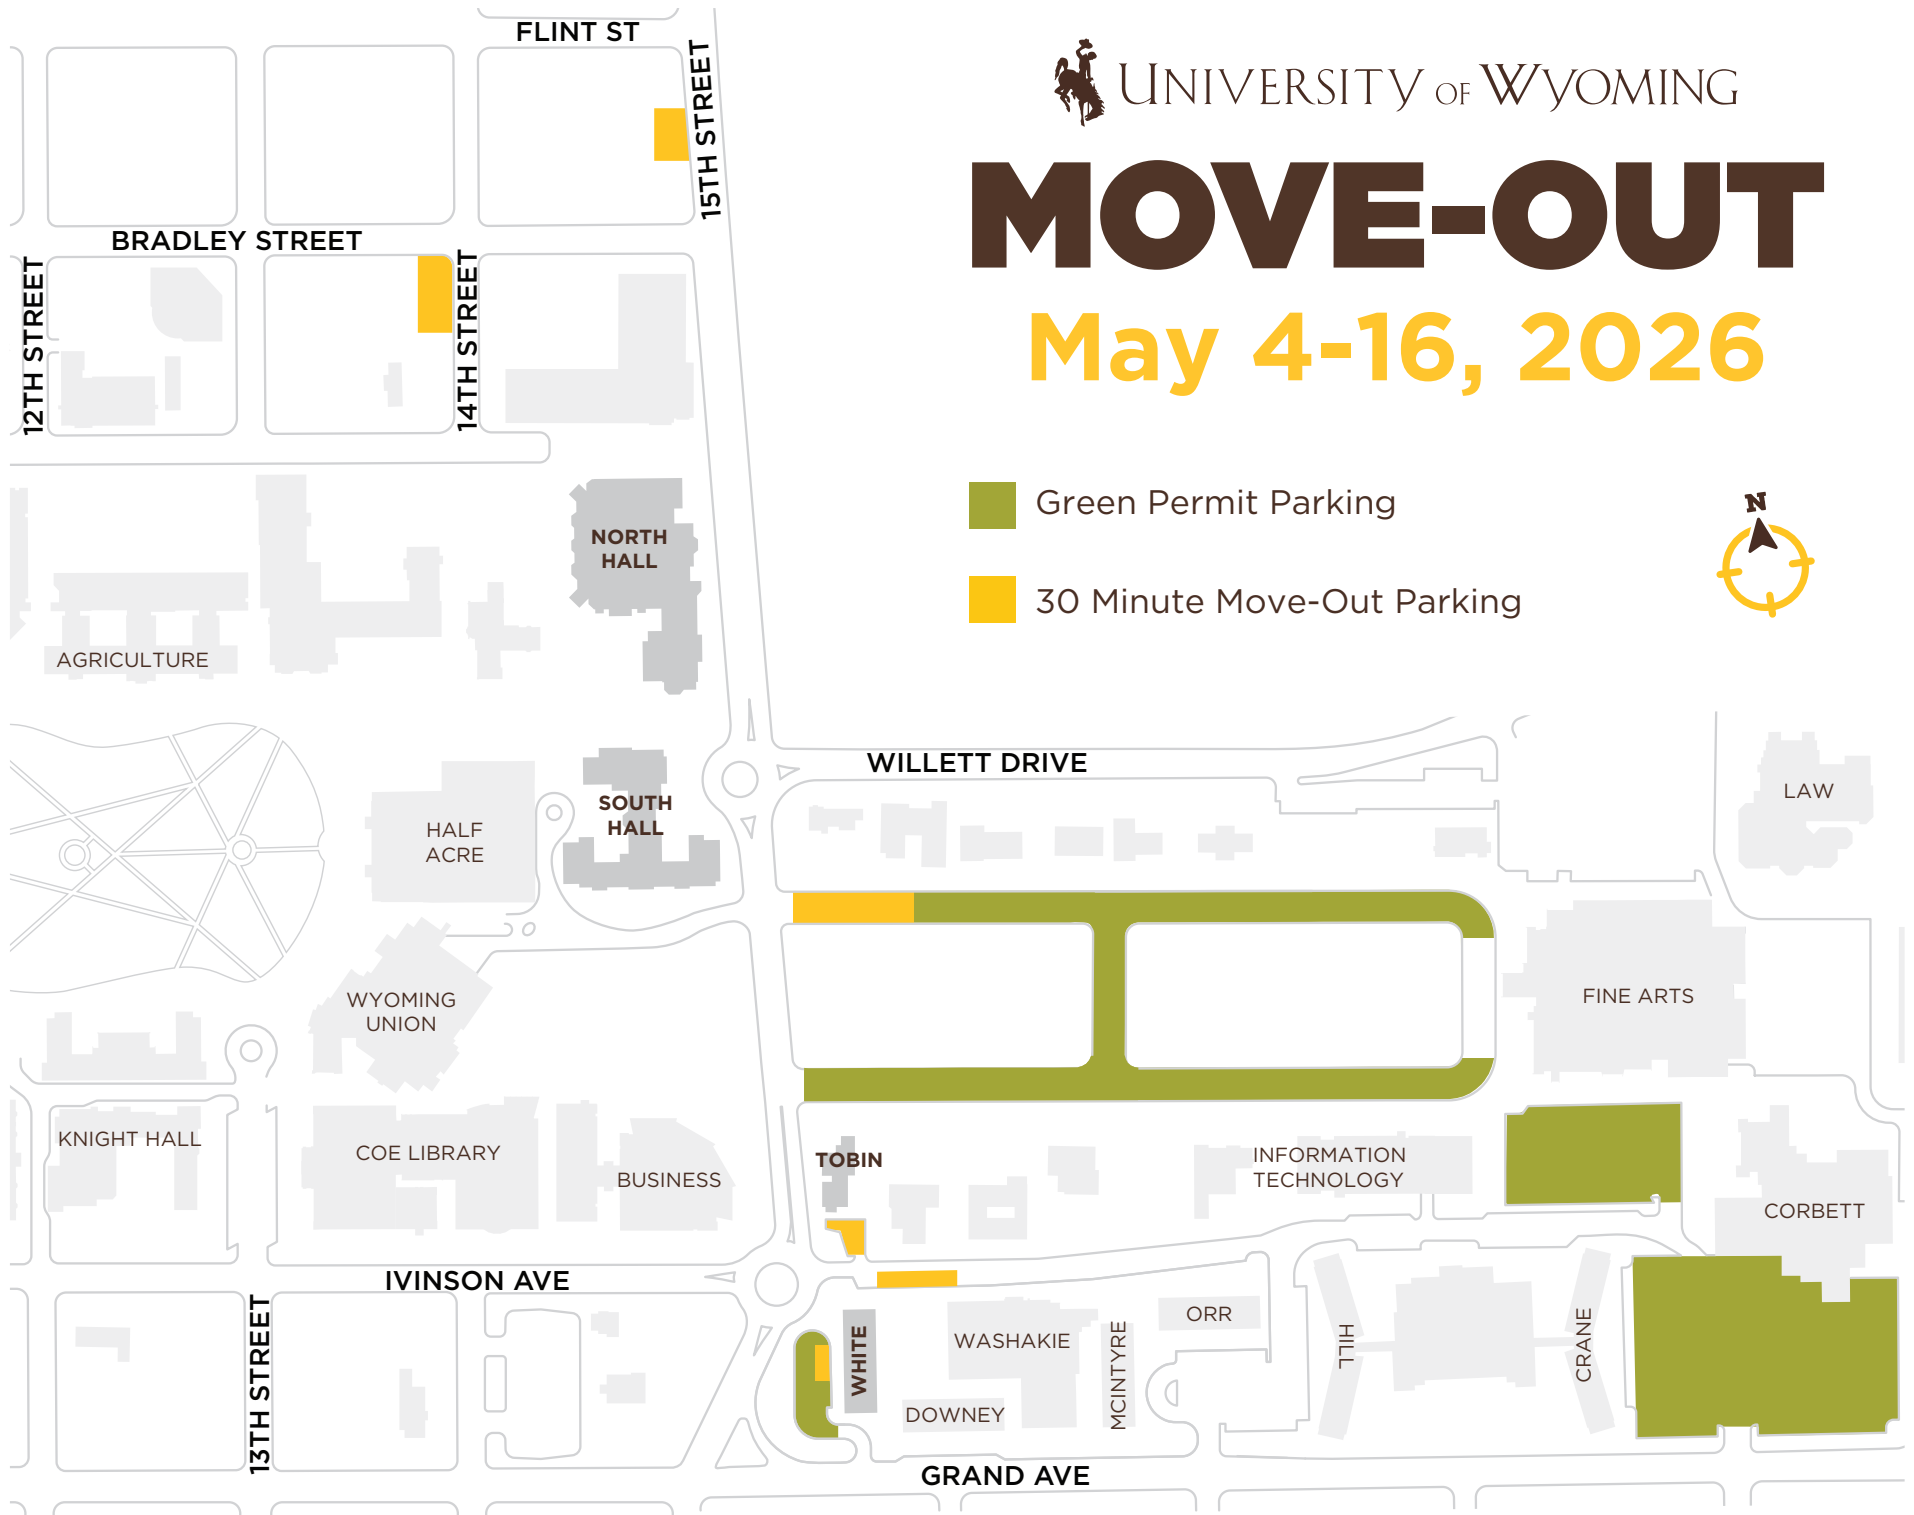 FLINT ST
15TH STREET
UNIVERSITY OF WYOMING
MOVE-OUT
May 4-16, 2026
BRADLEY STREET
12TH STREET
14TH STREET
Green Permit Parking
30 Minute Move-Out Parking
N
NORTH
HALL
AGRICULTURE
WILLETT DRIVE
SOUTH
HALL
HALF
ACRE
LAW
WYOMING
UNION
FINE ARTS
KNIGHT HALL
COE LIBRARY
BUSINESS
TOBIN
INFORMATION
TECHNOLOGY
CORBETT
IVINSON AVE
13TH STREET
WHITE
WASHAKIE
DOWNEY
MCINTYRE
ORR
HILL
CRANE
GRAND AVE